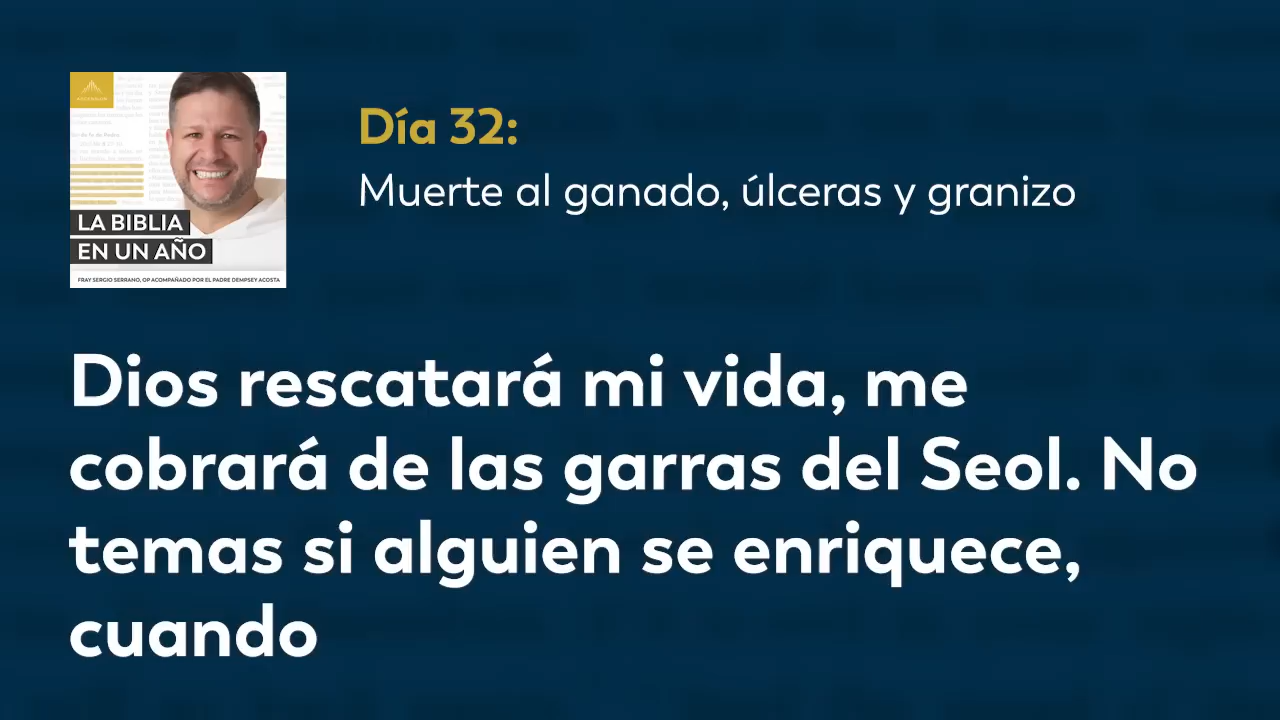 ASCENSION
LA BIBLIA
EN UN AÑO
FRAY SERGIO SERRANO, OP ACOMPAÑADO POR EL PADRE DEMPSEY ACOSTA
Día 32:
Muerte al ganado, úlceras y granizo
Dios rescatará mi vida, me
cobrará de las garras del Seol. No
temas si alguien se enriquece,
cuando